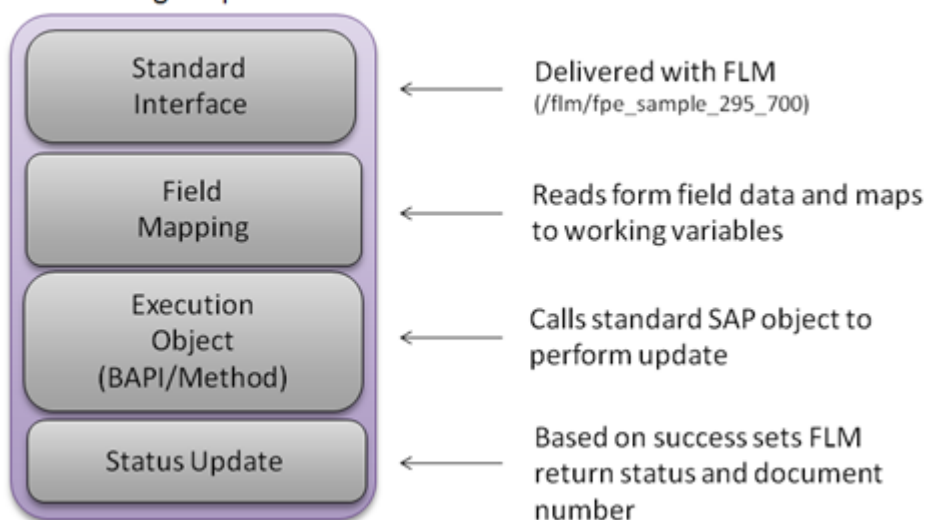 Standard
Interface
Delivered with FLM
(/flm/fpe_sample_295_700)
Field
Mapping
Reads form field data and maps
to working variables
Execution
Object
(BAPI/Method)
Calls standard SAP object to
perform update
Status Update
Based on success sets FLM
return status and document
number